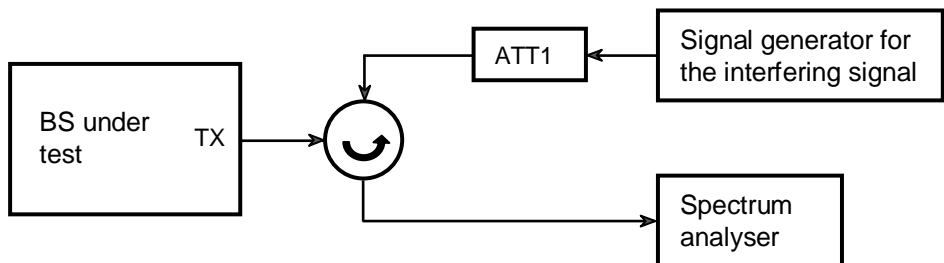 BS under
test
TX
ATT1
Signal generator for
the interfering signal
Spectrum
analyser